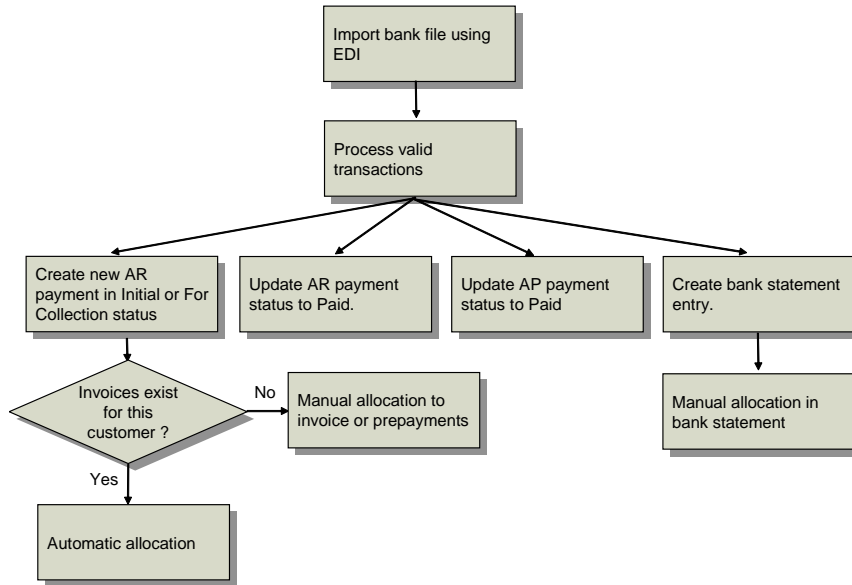 Import bank file using
EDI
Process valid
transactions
Create new AR
payment in Initial or For
Collection status
Update AR payment
status to Paid.
Update AP payment
status to Paid
Create bank statement
entry.
Invoices exist
for this
customer ?
No
Manual allocation to
invoice or prepayments
Manual allocation in
bank statement
Yes
Automatic allocation